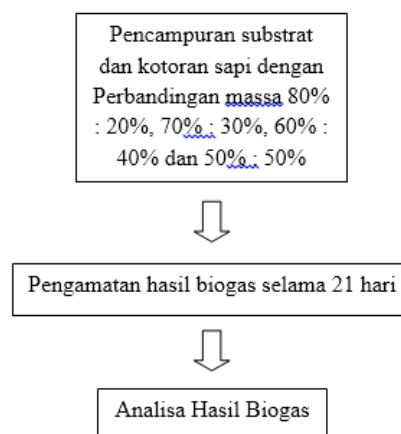 Pencampuran substrat
dan kotoran sapi dengan
Perbandingan massa 80%
: 20%, 70% : 30%, 60% :
40% dan 50% : 50%
Pengamatan hasil biogas selama 21 hari
Analisa Hasil Biogas